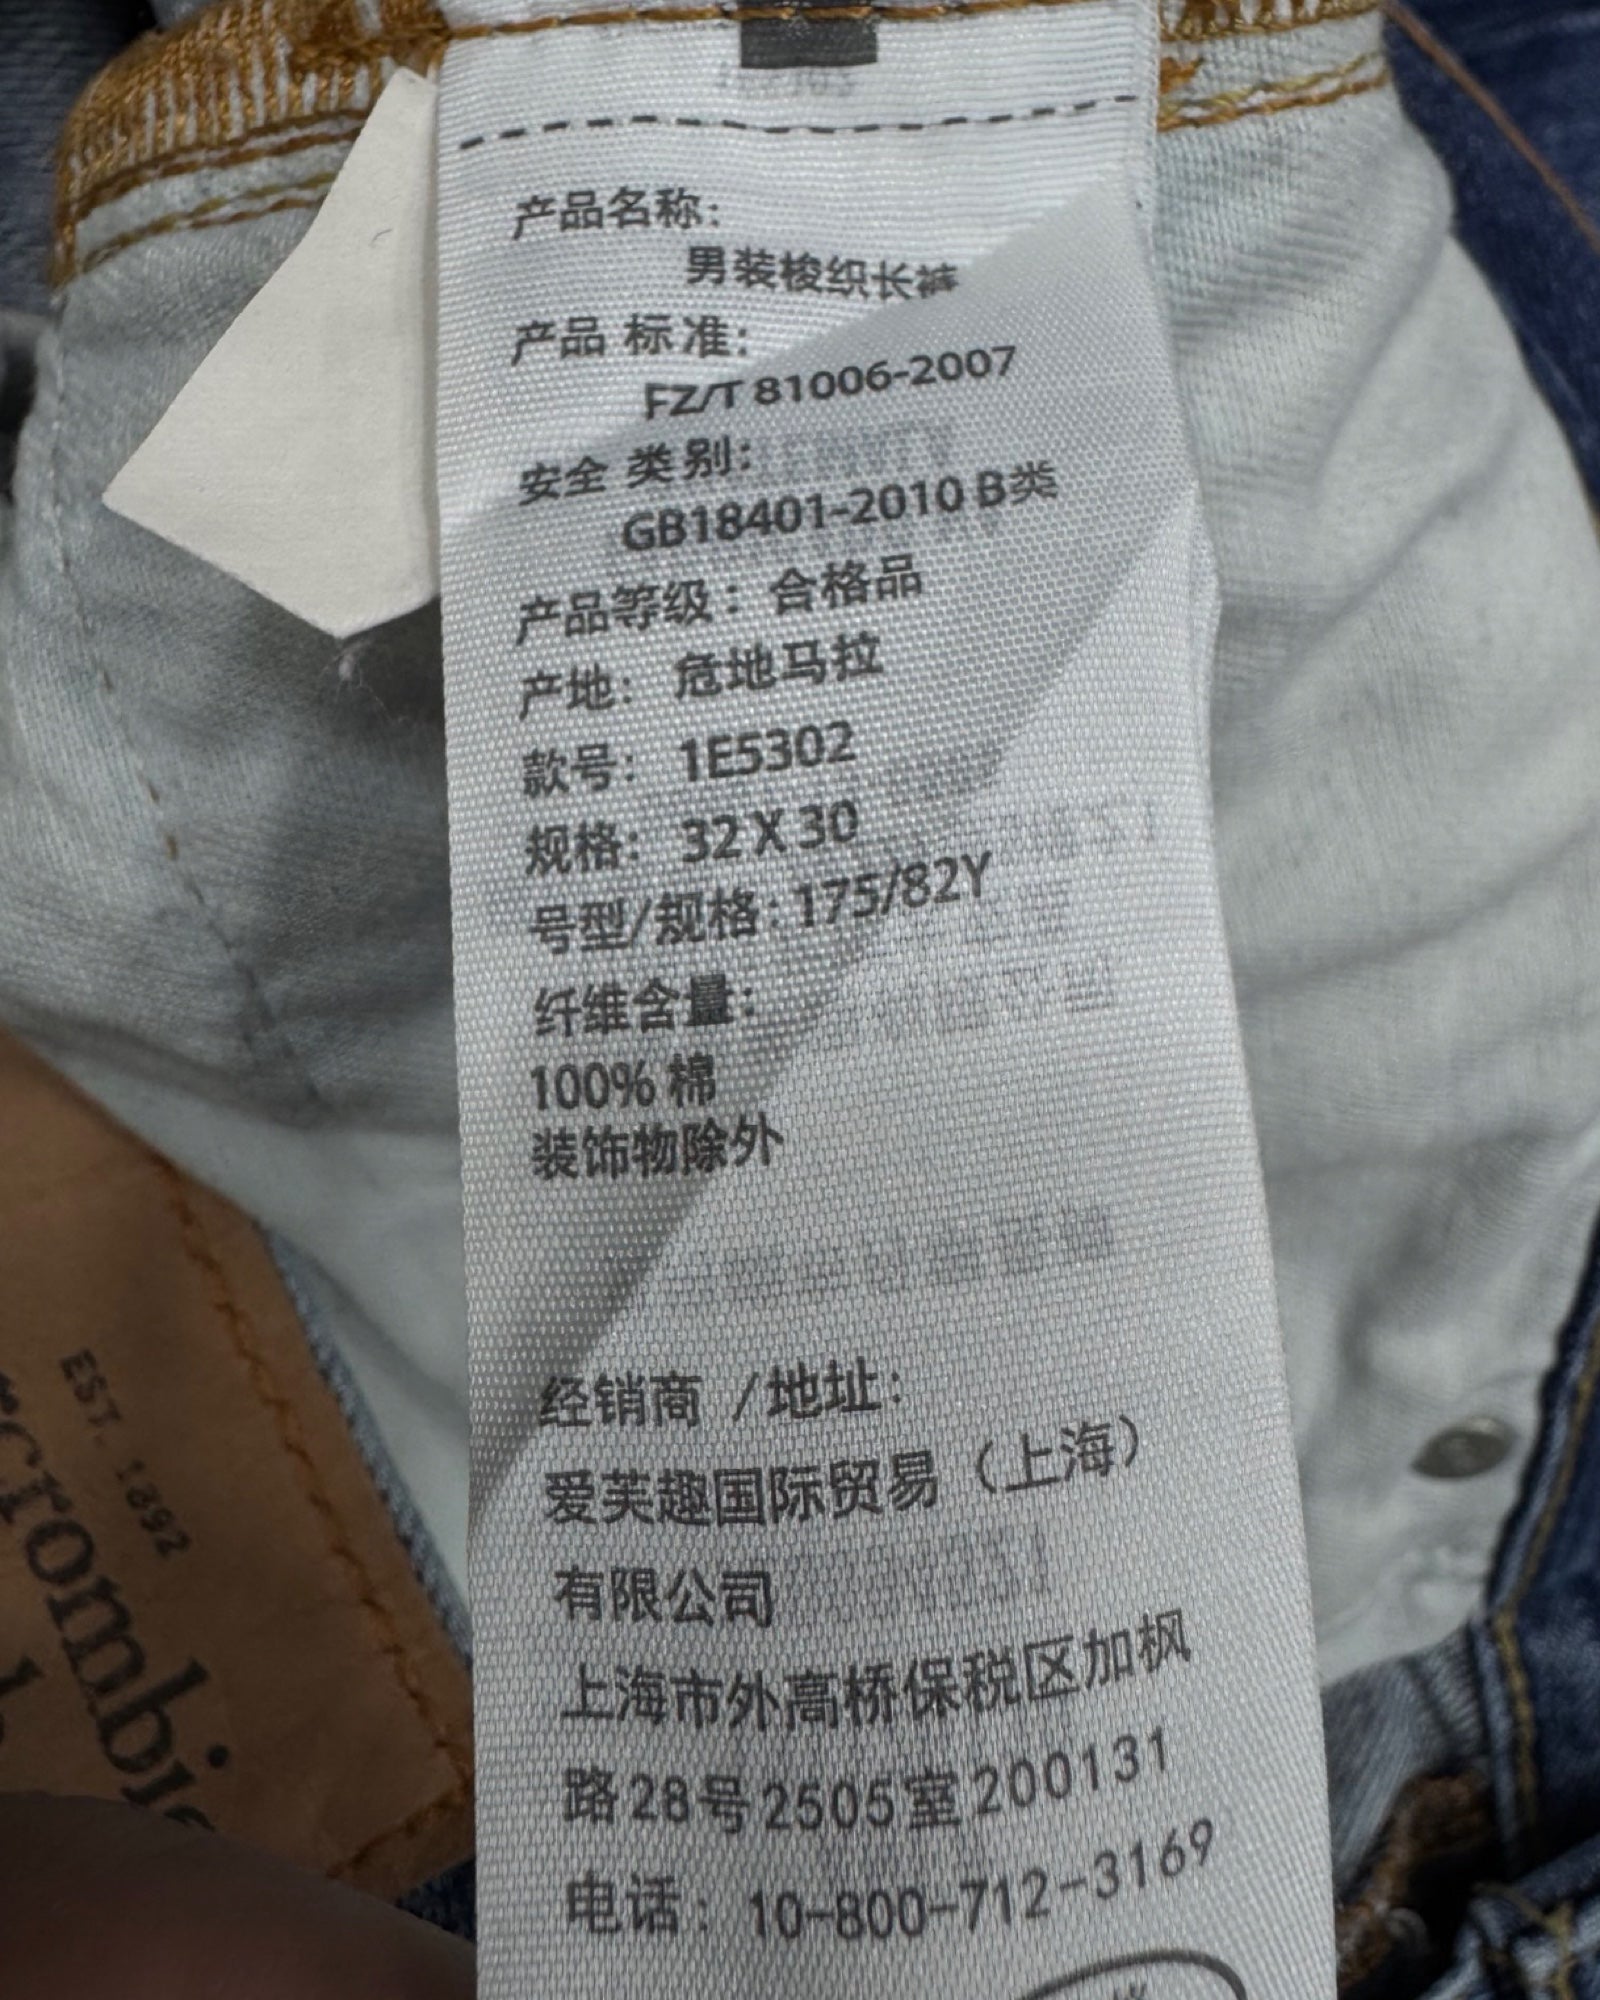 产品名称:
男装梭织长裤
产品 标准:
FZ/T 81006-2007
安全 类别:
GB18401-2010 B类
产品等级: 合格品
产地: 危地马拉
款号: 1E5302
规格: 32 X 30
号型/规格: 175/82Y
纤维含量:
100% 棉
装饰物除外
经销商 /地址:
爱芙趣国际贸易（上海）
有限公司
上海市外高桥保税区加枫
路28号2505室200131
电话: 10-800-712-3169
EST. 1892